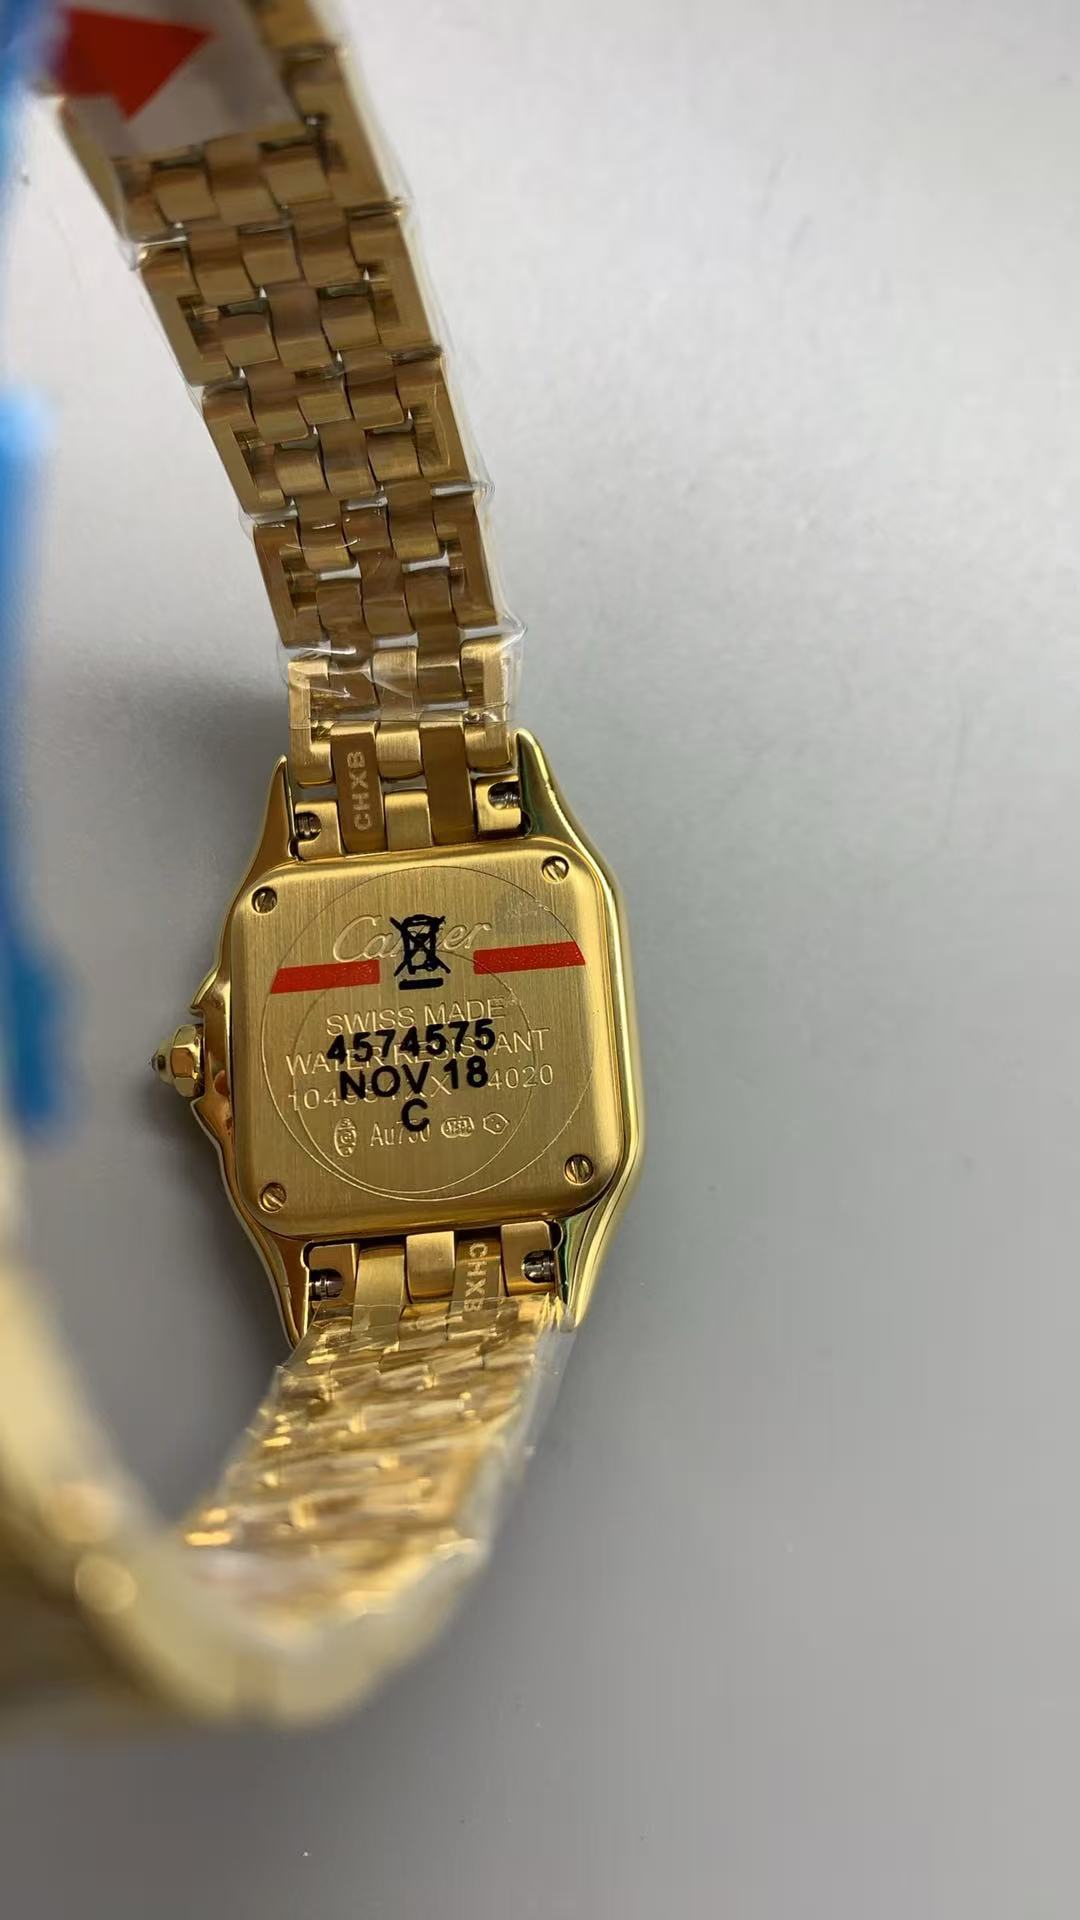 CHXB
Cartier
SWISS MADE
4574575
WATER RESISTANT
NOV 18
4020
C
Au750
CHXB